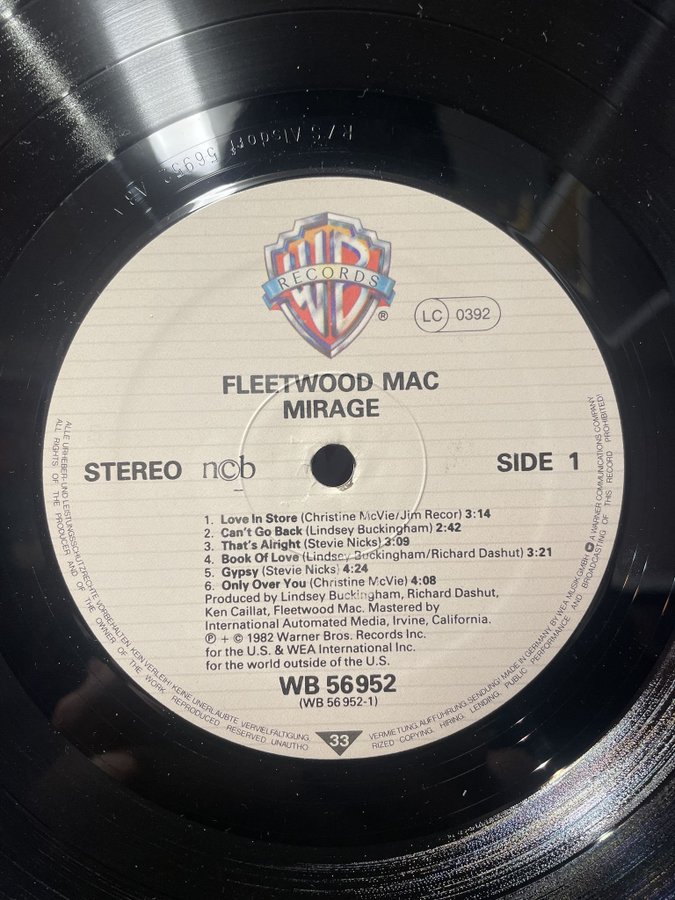 R/S Alsdorf 5695
WB
RECORDS
®
LC 0392
FLEETWOOD MAC
MIRAGE
STEREO n©b
SIDE 1
1. Love In Store (Christine McVie/Jim Recor) 3:14
2. Can't Go Back (Lindsey Buckingham) 2:42
3. That's Alright (Stevie Nicks) 3:09
4. Book Of Love (Lindsey Buckingham/Richard Dashut) 3:21
5. Gypsy (Stevie Nicks) 4:24
6. Only Over You (Christine McVie) 4:08
Produced by Lindsey Buckingham, Richard Dashut,
Ken Caillat, Fleetwood Mac. Mastered by
International Automated Media, Irvine, California.
℗ + © 1982 Warner Bros. Records Inc.
for the U.S. & WEA International Inc.
for the world outside of the U.S.
WB 56952
(WB 56 952-1)
33
ALLE URHEBER- UND LEISTUNGSSCHUTZRECHTE VORBEHALTEN. KEIN VERLEIH! KEINE UNERLAUBTE VERVIELFÄLTIGUNG,
VERMIETUNG, AUFFÜHRUNG, SENDUNG! MADE IN GERMANY BY WEA MUSIK GMBH, A WARNER COMMUNICATIONS COMPANY
ALL RIGHTS OF THE PRODUCER AND OF THE OWNER OF THE WORK REPRODUCED RESERVED. UNAUTHO
RIZED COPYING, HIRING, LENDING, PUBLIC PERFORMANCE AND BROADCASTING OF THIS RECORD PROHIBITED!